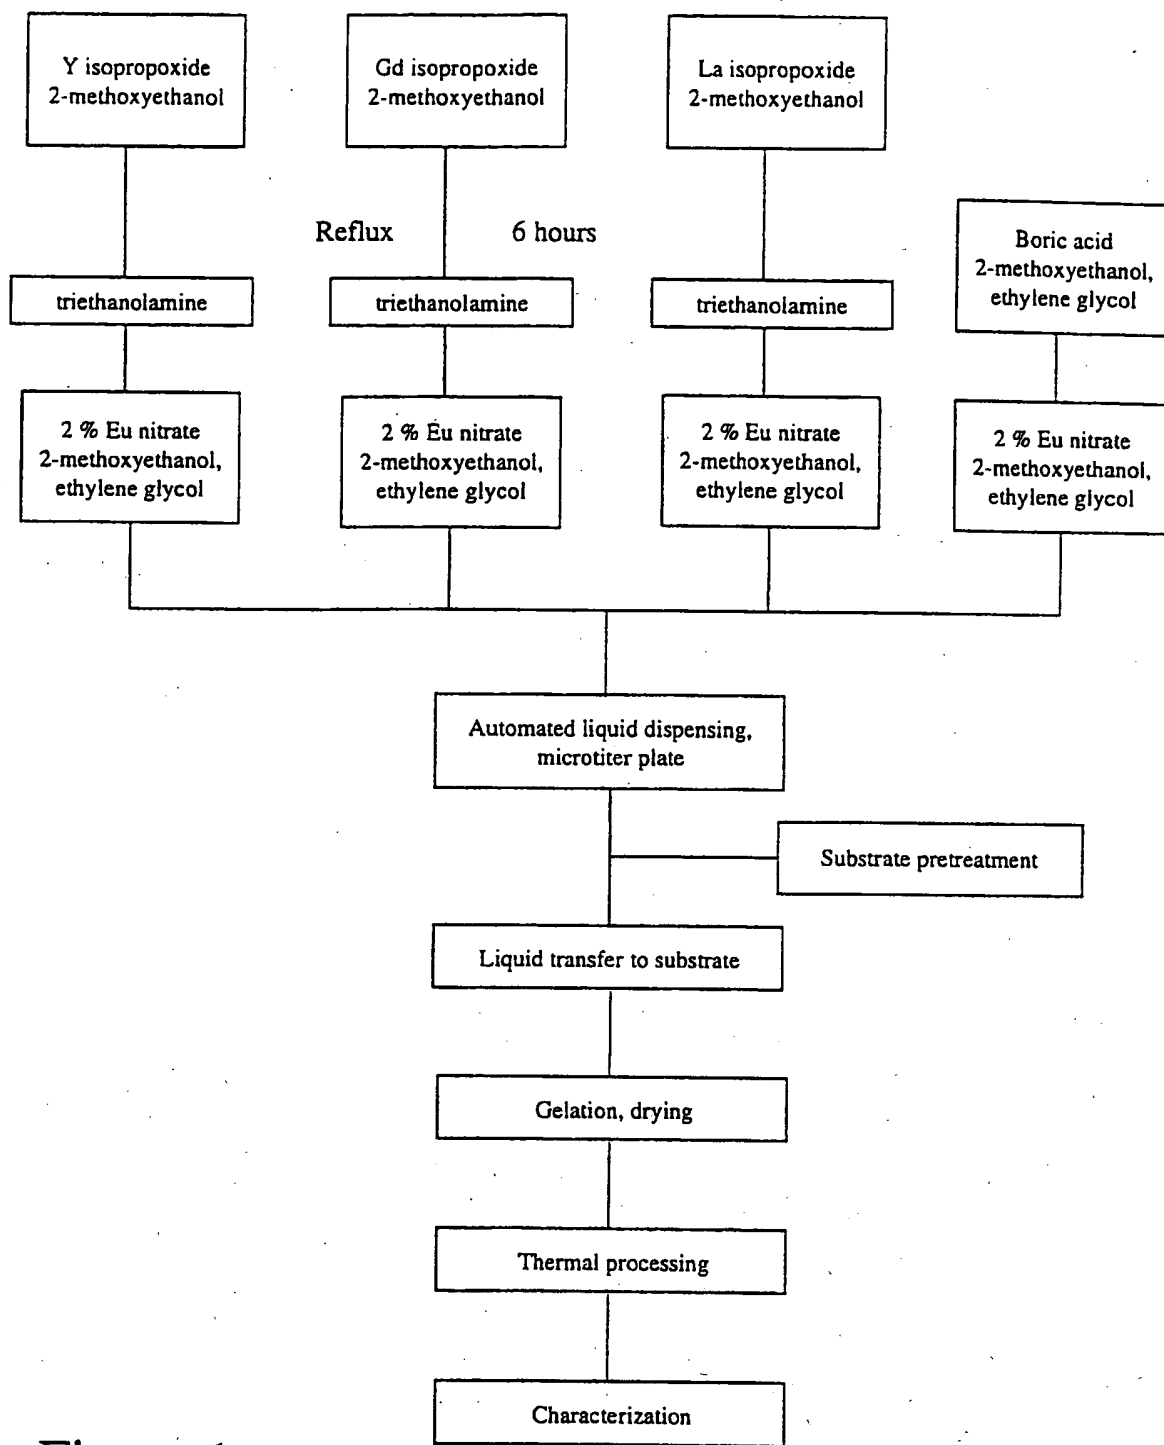 Y isopropoxide
2-methoxyethanol
Gd isopropoxide
2-methoxyethanol
La isopropoxide
2-methoxyethanol
Reflux 6 hours
Boric acid
2-methoxyethanol,
ethylene glycol
triethanolamine
triethanolamine
triethanolamine
2 % Eu nitrate
2-methoxyethanol,
ethylene glycol
2 % Eu nitrate
2-methoxyethanol,
ethylene glycol
2 % Eu nitrate
2-methoxyethanol,
ethylene glycol
2 % Eu nitrate
2-methoxyethanol,
ethylene glycol
Automated liquid dispensing,
microtiter plate
Substrate pretreatment
Liquid transfer to substrate
Gelation, drying
Thermal processing
Characterization